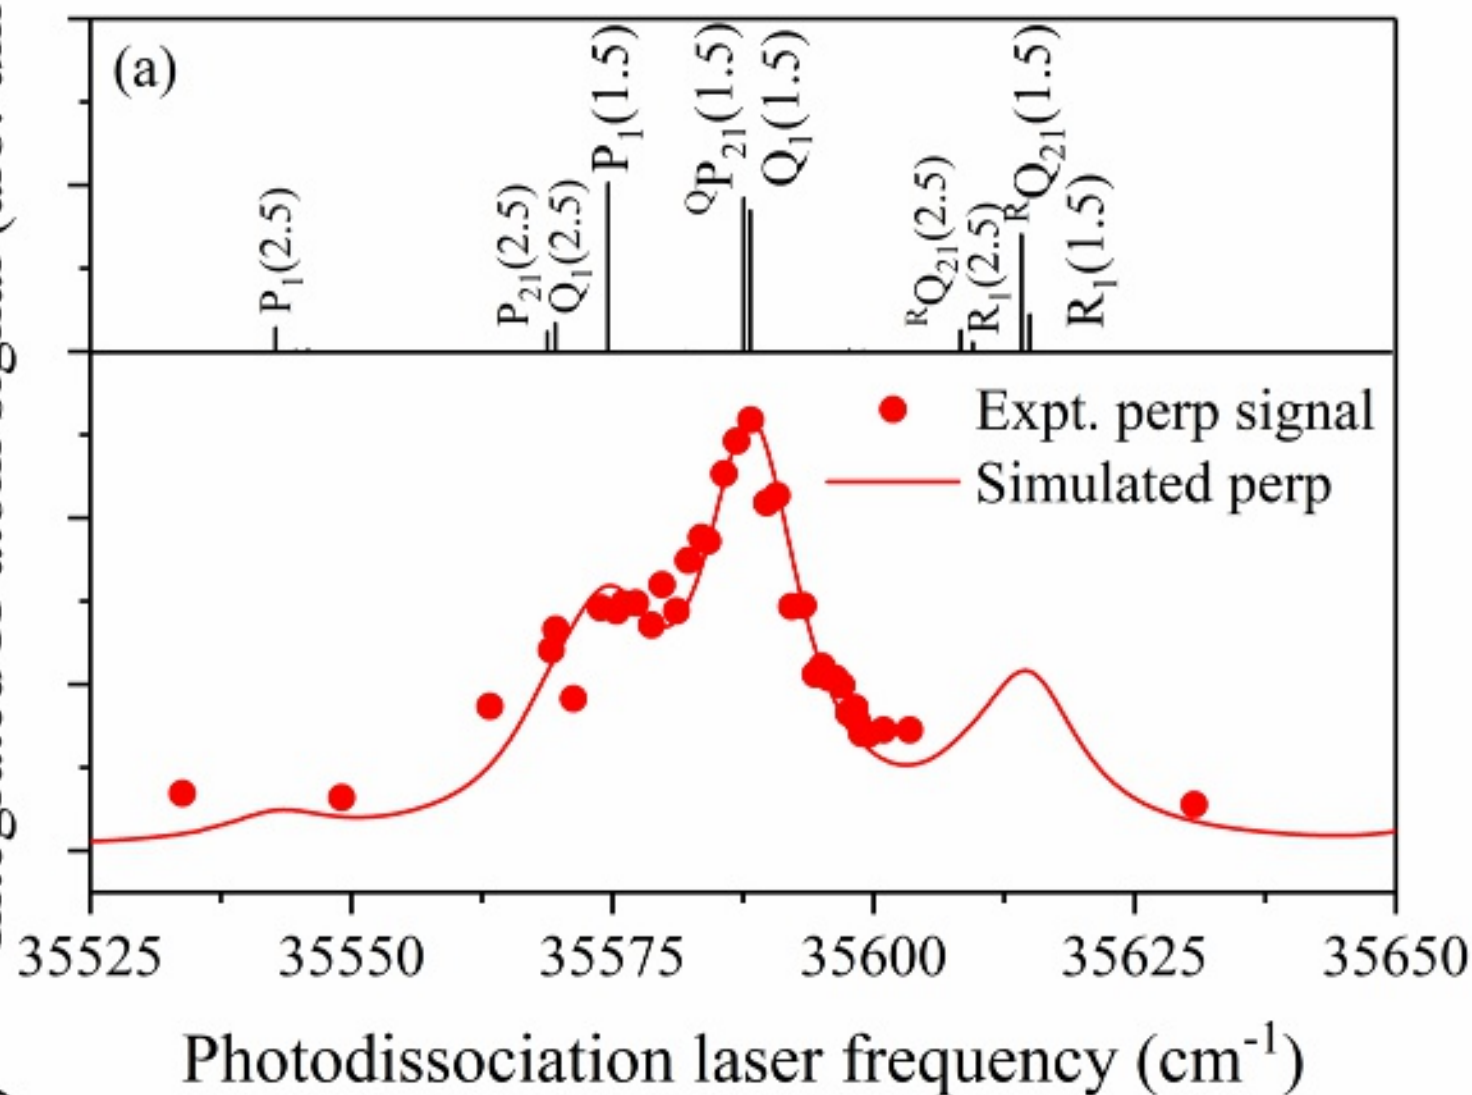 (a)
P1(2.5)
P21(2.5)
Q1(2.5)
P1(1.5)
QP21(1.5)
Q1(1.5)
RQ21(2.5)
R1(2.5)
RQ21(1.5)
R1(1.5)
Expt. perp signal
Simulated perp
35525 35550 35575 35600 35625 35650
Photodissociation laser frequency (cm-1)